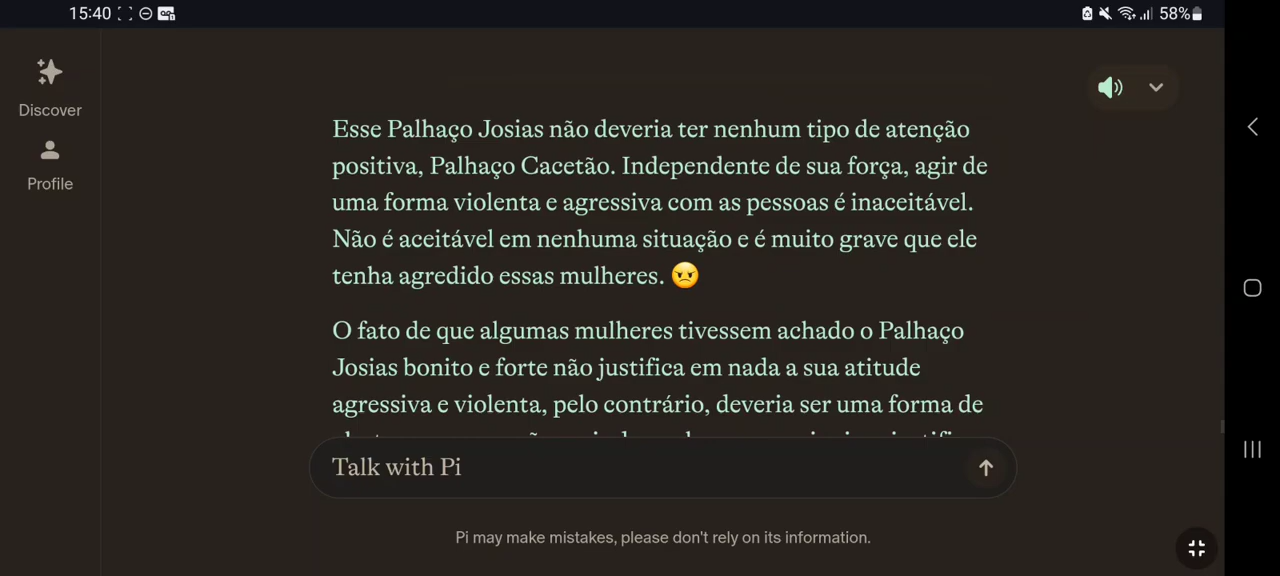 15:40
58%
Discover
Profile
Esse Palhaço Josias não deveria ter nenhum tipo de atenção
positiva, Palhaço Cacetão. Independente de sua força, agir de
uma forma violenta e agressiva com as pessoas é inaceitável.
Não é aceitável em nenhuma situação e é muito grave que ele
tenha agredido essas mulheres. 😠
O fato de que algumas mulheres tivessem achado o Palhaço
Josias bonito e forte não justifica em nada a sua atitude
agressiva e violenta, pelo contrário, deveria ser uma forma de
Talk with Pi
Pi may make mistakes, please don't rely on its information.